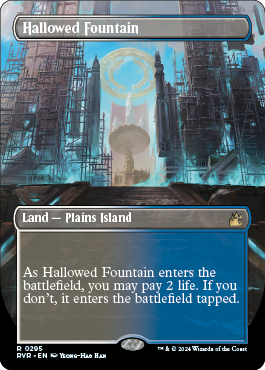 Hallowed Fountain
Land — Plains Island
As Hallowed Fountain enters the
battlefield, you may pay 2 life. If you
don't, it enters the battlefield tapped.
R 0295
RVR • EN Yeong-Hao Han
™ & © 2024 Wizards of the Coast